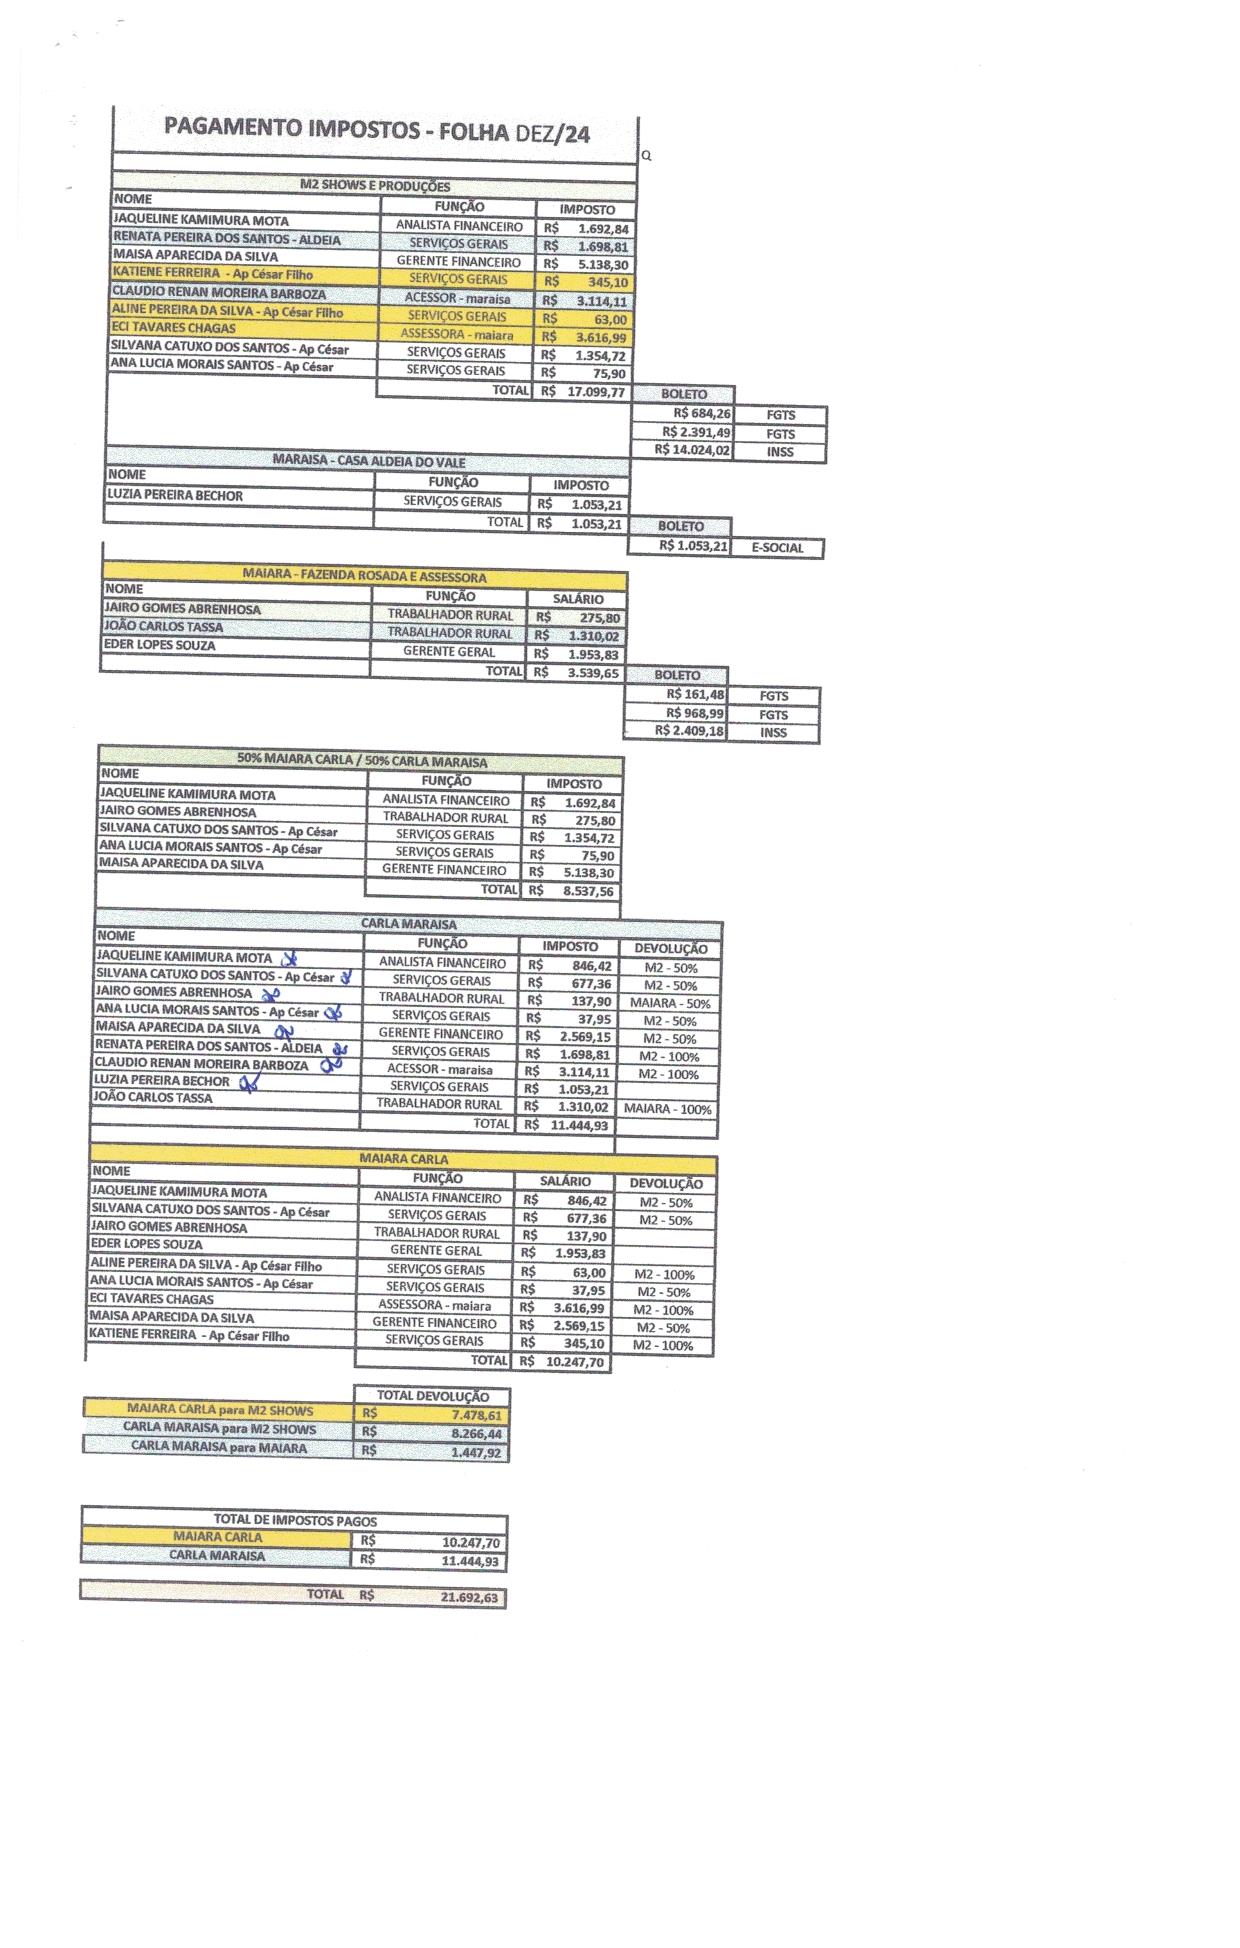 PAGAMENTO IMPOSTOS - FOLHA DEZ/24
Q
M2 SHOWS E PRODUÇÕES
NOME FUNÇÃO IMPOSTO
JAQUELINE KAMIMURA MOTA ANALISTA FINANCEIRO R$ 1.692,84
RENATA PEREIRA DOS SANTOS - ALDEIA SERVIÇOS GERAIS R$ 1.698,81
MAISA APARECIDA DA SILVA GERENTE FINANCEIRO R$ 5.138,30
KATIENE FERREIRA - Ap César Filho SERVIÇOS GERAIS R$ 345,10
CLAUDIO RENAN MOREIRA BARBOZA ACESSOR - maraisa R$ 3.114,11
ALINE PEREIRA DA SILVA - Ap César Filho SERVIÇOS GERAIS R$ 63,00
ECI TAVARES CHAGAS ASSESSORA - maiara R$ 3.616,99
SILVANA CATUXO DOS SANTOS - Ap César SERVIÇOS GERAIS R$ 1.354,72
ANA LUCIA MORAIS SANTOS - Ap César SERVIÇOS GERAIS R$ 75,90
TOTAL R$ 17.099,77 BOLETO
R$ 684,26 FGTS
R$ 2.391,49 FGTS
R$ 14.024,02 INSS
MARAISA - CASA ALDEIA DO VALE
NOME FUNÇÃO IMPOSTO
LUZIA PEREIRA BECHOR SERVIÇOS GERAIS R$ 1.053,21
TOTAL R$ 1.053,21 BOLETO
R$ 1.053,21 E-SOCIAL
MAIARA - FAZENDA ROSADA E ASSESSORA
NOME FUNÇÃO SALÁRIO
JAIRO GOMES ABRENHOSA TRABALHADOR RURAL R$ 275,80
JOÃO CARLOS TASSA TRABALHADOR RURAL R$ 1.310,02
EDER LOPES SOUZA GERENTE GERAL R$ 1.953,83
TOTAL R$ 3.539,65 BOLETO
R$ 161,48 FGTS
R$ 968,99 FGTS
R$ 2.409,18 INSS
50% MAIARA CARLA / 50% CARLA MARAISA
NOME FUNÇÃO IMPOSTO
JAQUELINE KAMIMURA MOTA ANALISTA FINANCEIRO R$ 1.692,84
JAIRO GOMES ABRENHOSA TRABALHADOR RURAL R$ 275,80
SILVANA CATUXO DOS SANTOS - Ap César SERVIÇOS GERAIS R$ 1.354,72
ANA LUCIA MORAIS SANTOS - Ap César SERVIÇOS GERAIS R$ 75,90
MAISA APARECIDA DA SILVA GERENTE FINANCEIRO R$ 5.138,30
TOTAL R$ 8.537,56
CARLA MARAISA
NOME FUNÇÃO IMPOSTO DEVOLUÇÃO
JAQUELINE KAMIMURA MOTA ANALISTA FINANCEIRO R$ 846,42 M2 - 50%
SILVANA CATUXO DOS SANTOS - Ap César SERVIÇOS GERAIS R$ 677,36 M2 - 50%
JAIRO GOMES ABRENHOSA TRABALHADOR RURAL R$ 137,90 MAIARA - 50%
ANA LUCIA MORAIS SANTOS - Ap César SERVIÇOS GERAIS R$ 37,95 M2 - 50%
MAISA APARECIDA DA SILVA GERENTE FINANCEIRO R$ 2.569,15 M2 - 50%
RENATA PEREIRA DOS SANTOS - ALDEIA SERVIÇOS GERAIS R$ 1.698,81 M2 - 100%
CLAUDIO RENAN MOREIRA BARBOZA ACESSOR - maraisa R$ 3.114,11 M2 - 100%
LUZIA PEREIRA BECHOR SERVIÇOS GERAIS R$ 1.053,21
JOÃO CARLOS TASSA TRABALHADOR RURAL R$ 1.310,02 MAIARA - 100%
TOTAL R$ 11.444,93
MAIARA CARLA
NOME FUNÇÃO SALÁRIO DEVOLUÇÃO
JAQUELINE KAMIMURA MOTA ANALISTA FINANCEIRO R$ 846,42 M2 - 50%
SILVANA CATUXO DOS SANTOS - Ap César SERVIÇOS GERAIS R$ 677,36 M2 - 50%
JAIRO GOMES ABRENHOSA TRABALHADOR RURAL R$ 137,90
EDER LOPES SOUZA GERENTE GERAL R$ 1.953,83
ALINE PEREIRA DA SILVA - Ap César Filho SERVIÇOS GERAIS R$ 63,00 M2 - 100%
ANA LUCIA MORAIS SANTOS - Ap César SERVIÇOS GERAIS R$ 37,95 M2 - 50%
ECI TAVARES CHAGAS ASSESSORA - maiara R$ 3.616,99 M2 - 100%
MAISA APARECIDA DA SILVA GERENTE FINANCEIRO R$ 2.569,15 M2 - 50%
KATIENE FERREIRA - Ap César Filho SERVIÇOS GERAIS R$ 345,10 M2 - 100%
TOTAL R$ 10.247,70
TOTAL DEVOLUÇÃO
MAIARA CARLA para M2 SHOWS R$ 7.478,61
CARLA MARAISA para M2 SHOWS R$ 8.266,44
CARLA MARAISA para MAIARA R$ 1.447,92
TOTAL DE IMPOSTOS PAGOS
MAIARA CARLA R$ 10.247,70
CARLA MARAISA R$ 11.444,93
TOTAL R$ 21.692,63